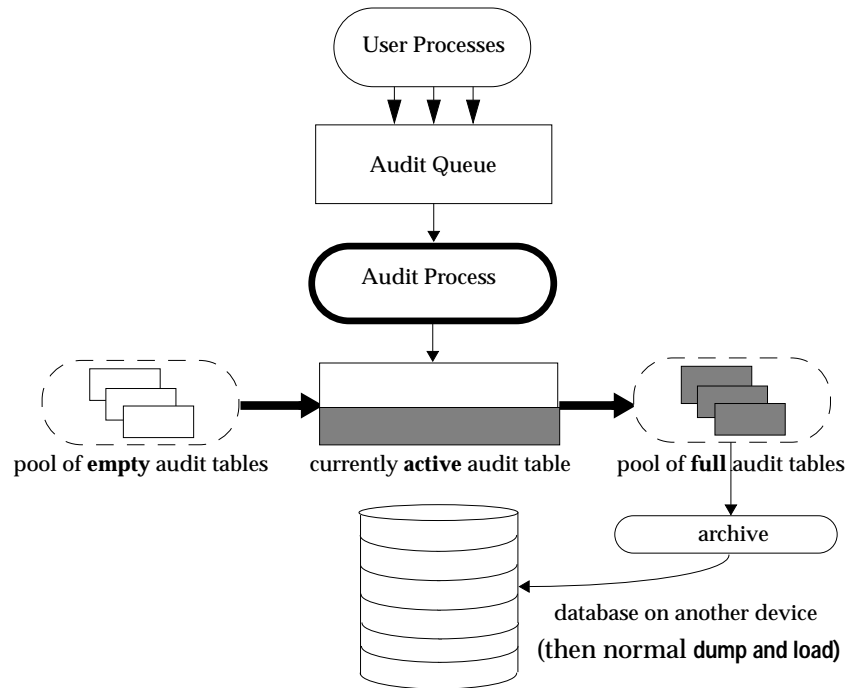 User Processes
Audit Queue
Audit Process
pool of empty audit tables
currently active audit table
pool of full audit tables
archive
database on another device
(then normal dump and load)